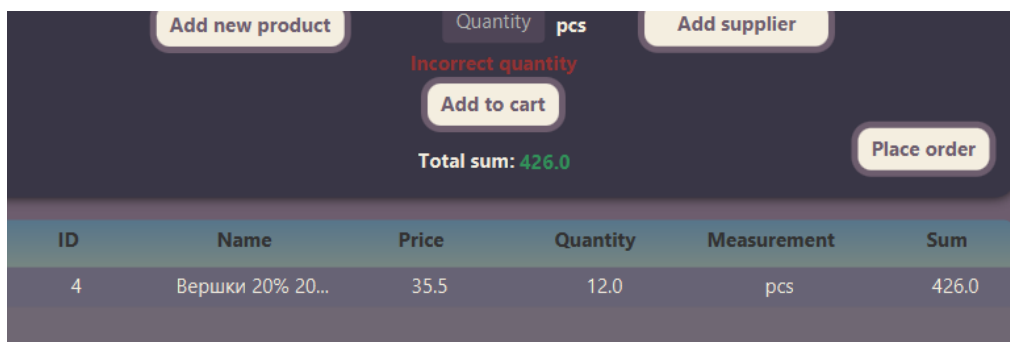 Add new product Quantity pcs Add supplier
Incorrect quantity
Add to cart
Total sum: 426.0 Place order
ID Name Price Quantity Measurement Sum
4 Вершки 20% 20... 35.5 12.0 pcs 426.0